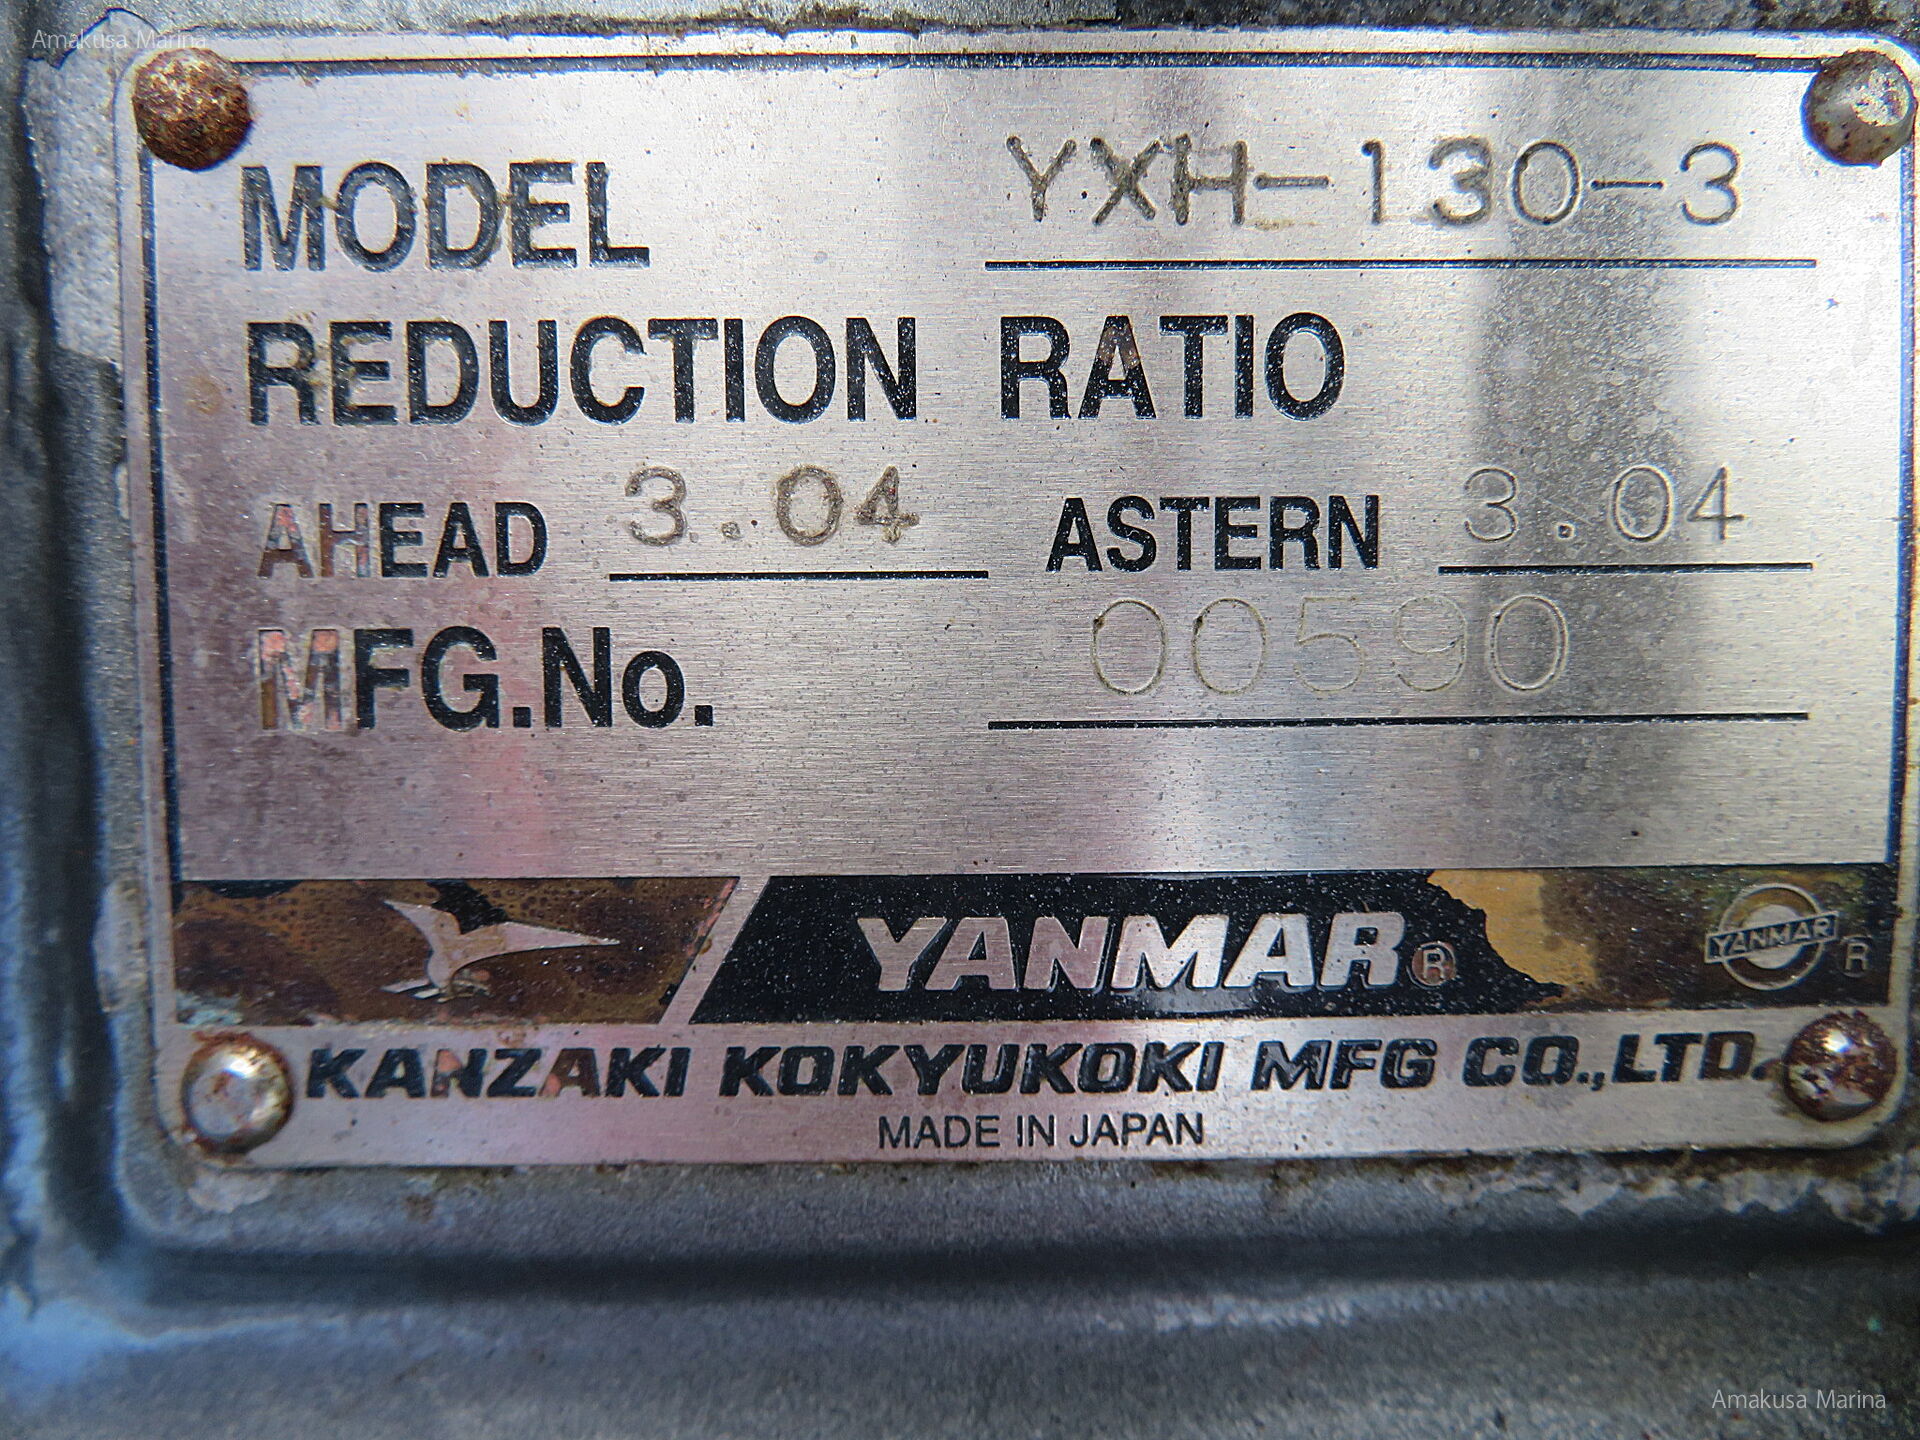 Amakusa Marina
MODEL YXH-130-3
REDUCTION RATIO
AHEAD 3.04 ASTERN 3.04
MFG.No. 00590
YANMAR® YANMAR R
KANZAKI KOKYUKOKI MFG CO.,LTD.
MADE IN JAPAN
Amakusa Marina